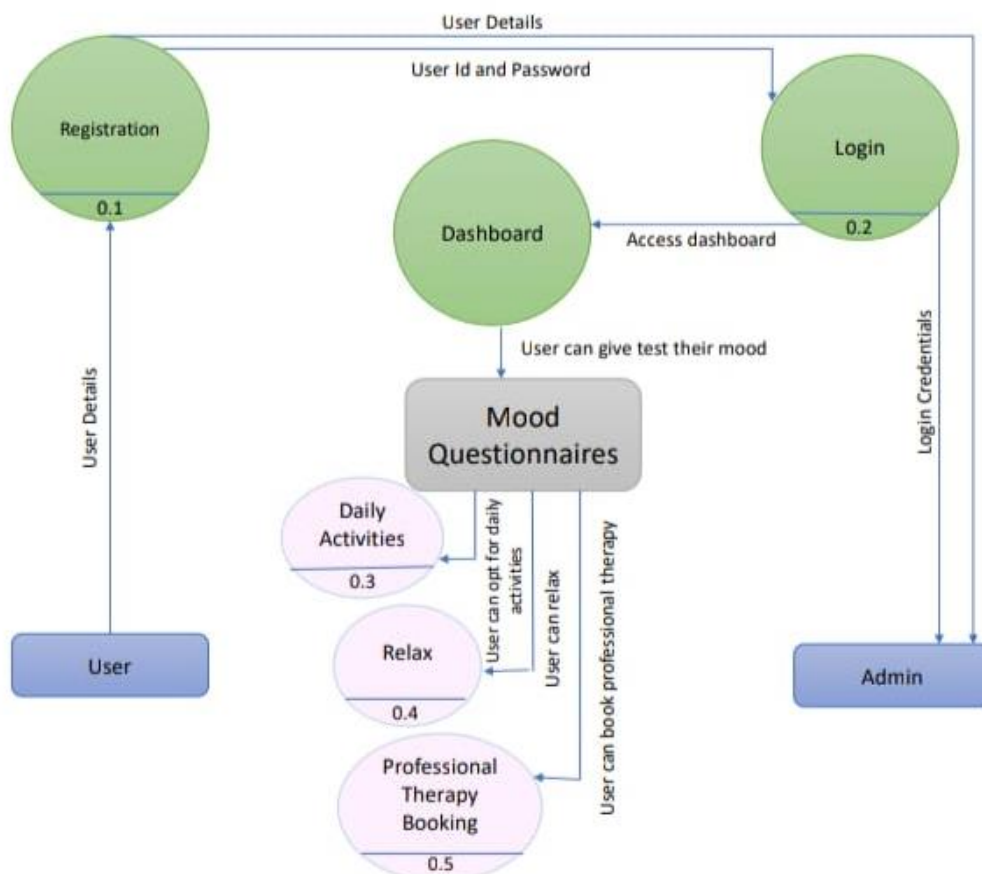 User Details
User Id and Password
Registration
0.1
Login
0.2
Dashboard
Access dashboard
User can give test their mood
User Details
Login Credentials
Mood
Questionnaires
Daily
Activities
0.3
User can opt for daily
activities
User can relax
User can book professional therapy
Relax
0.4
User
Admin
Professional
Therapy
Booking
0.5